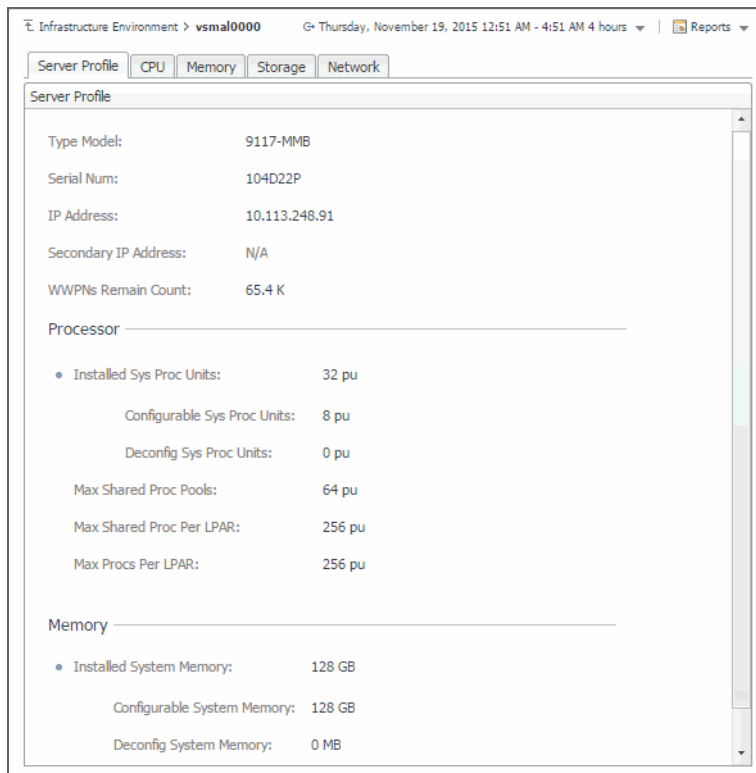 Infrastructure Environment > vsmal0000 Thursday, November 19, 2015 12:51 AM - 4:51 AM 4 hours | Reports
Server Profile CPU Memory Storage Network
Server Profile
Type Model: 9117-MMB
Serial Num: 104D22P
IP Address: 10.113.248.91
Secondary IP Address: N/A
WWPNs Remain Count: 65.4 K
Processor
• Installed Sys Proc Units: 32 pu
Configurable Sys Proc Units: 8 pu
Deconfig Sys Proc Units: 0 pu
Max Shared Proc Pools: 64 pu
Max Shared Proc Per LPAR: 256 pu
Max Procs Per LPAR: 256 pu
Memory
• Installed System Memory: 128 GB
Configurable System Memory: 128 GB
Deconfig System Memory: 0 MB